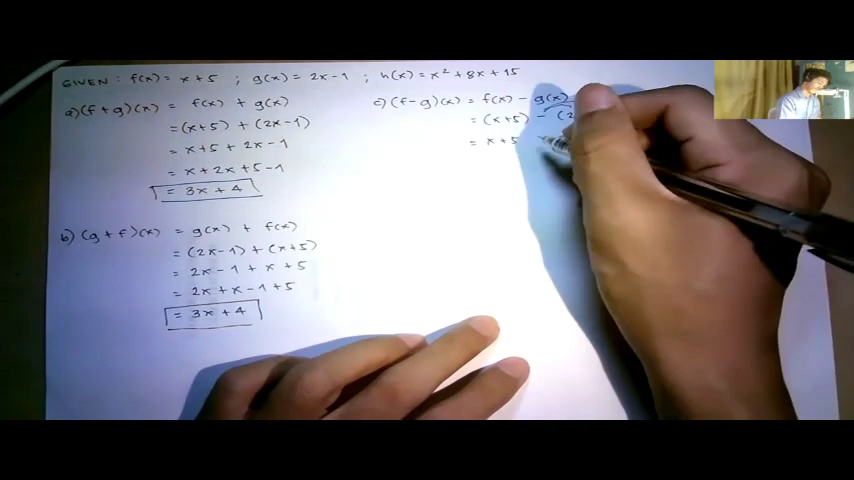 GIVEN: f(x) = x+5 ; g(x) = 2x-1 ; h(x) = x² + 8x + 15
a) (f+g)(x) = f(x) + g(x)
= (x+5) + (2x-1)
= x+5 + 2x-1
= x+2x+5-1
= 3x+4
b) (g+f)(x) = g(x) + f(x)
= (2x-1) + (x+5)
= 2x-1 + x+5
= 2x+x-1+5
= 3x+4
c) (f-g)(x) = f(x) - g(x)
= (x+5) - (2
= x+5